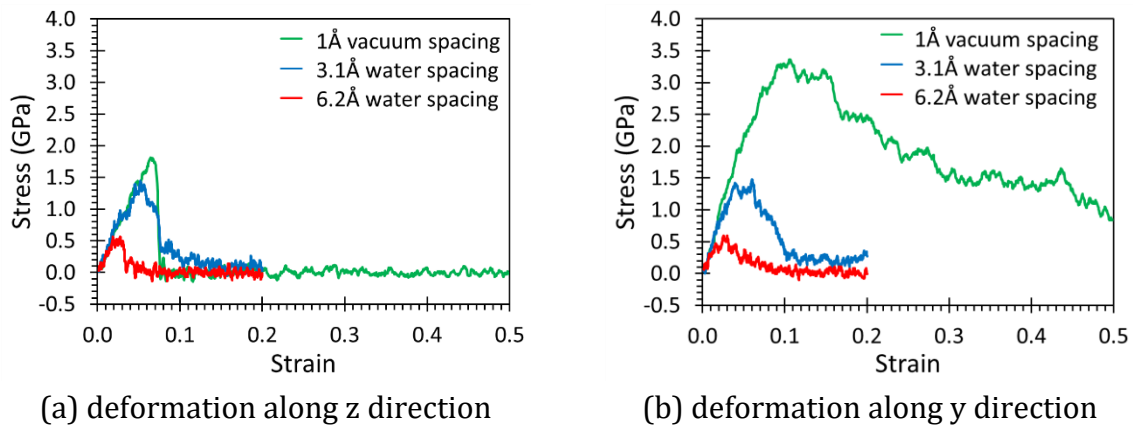 4.0
3.5
3.0
2.5
2.0
1.5
1.0
0.5
0.0
-0.5
Stress (GPa)
1Å vacuum spacing
3.1Å water spacing
6.2Å water spacing
0.0 0.1 0.2 0.3 0.4 0.5
Strain
(a) deformation along z direction
4.0
3.5
3.0
2.5
2.0
1.5
1.0
0.5
0.0
-0.5
Stress (GPa)
1Å vacuum spacing
3.1Å water spacing
6.2Å water spacing
0.0 0.1 0.2 0.3 0.4 0.5
Strain
(b) deformation along y direction